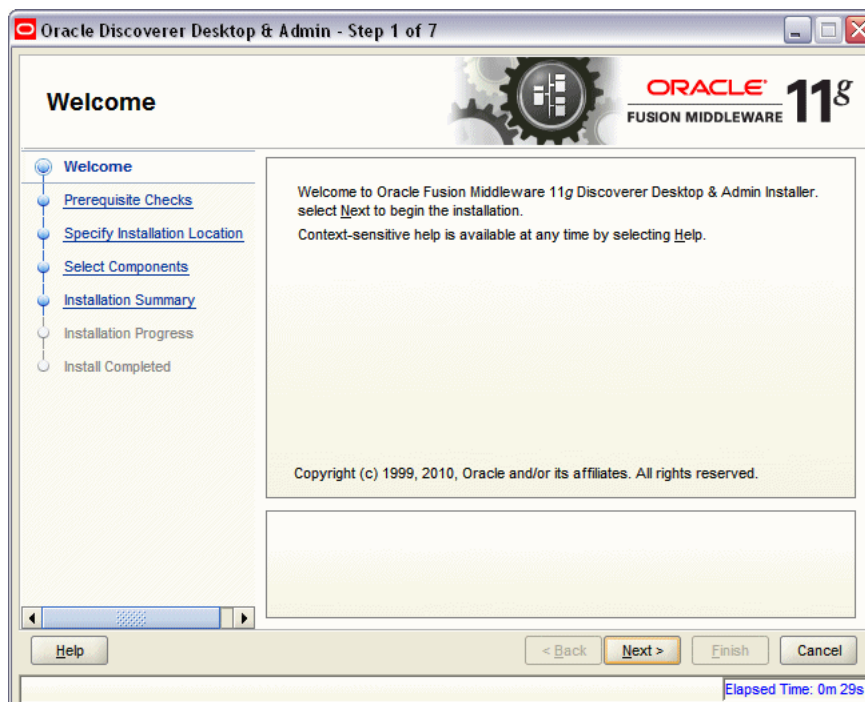 Oracle Discoverer Desktop & Admin - Step 1 of 7
Welcome
ORACLE
FUSION MIDDLEWARE 11g
Welcome
Prerequisite Checks
Specify Installation Location
Select Components
Installation Summary
Installation Progress
Install Completed
Welcome to Oracle Fusion Middleware 11g Discoverer Desktop & Admin Installer.
select Next to begin the installation.
Context-sensitive help is available at any time by selecting Help.
Copyright (c) 1999, 2010, Oracle and/or its affiliates. All rights reserved.
Help
< Back
Next >
Finish
Cancel
Elapsed Time: 0m 29s